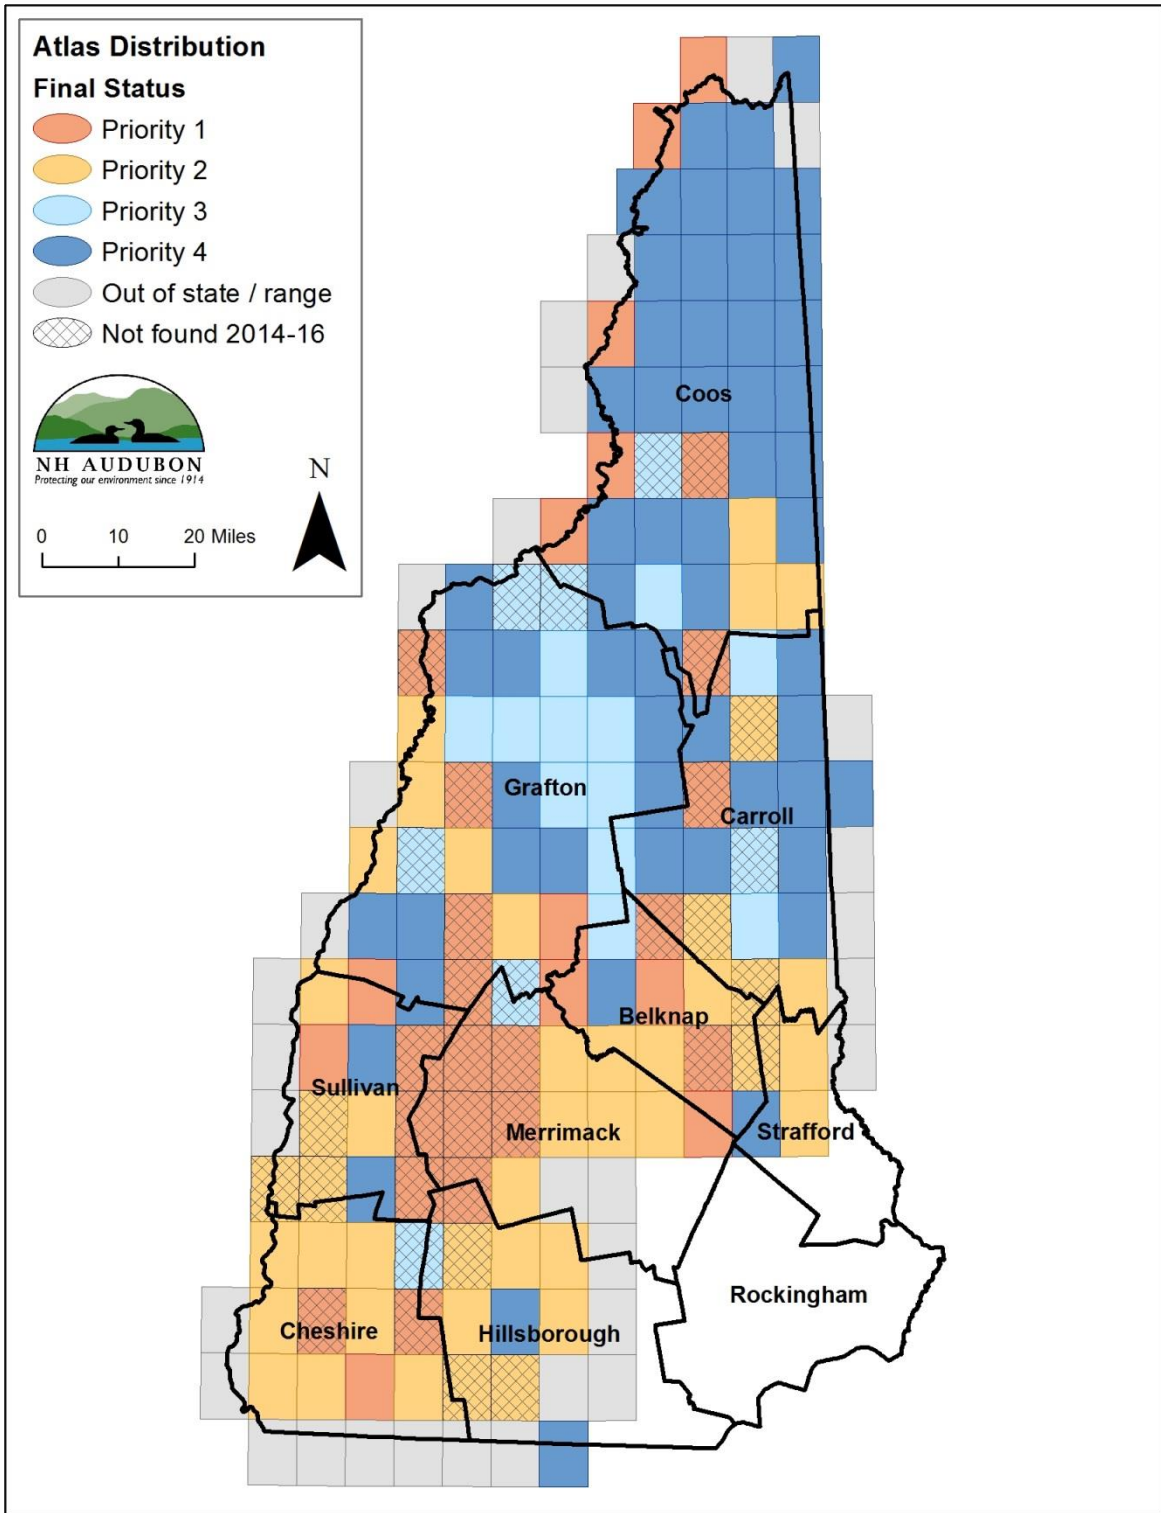 Atlas Distribution
Final Status
Priority 1
Priority 2
Priority 3
Priority 4
Out of state / range
Not found 2014-16
NH AUDUBON
Protecting our environment since 1914
N
0 10 20 Miles
Coos
Grafton
Carroll
Belknap
Sullivan
Merrimack
Strafford
Rockingham
Cheshire
Hillsborough